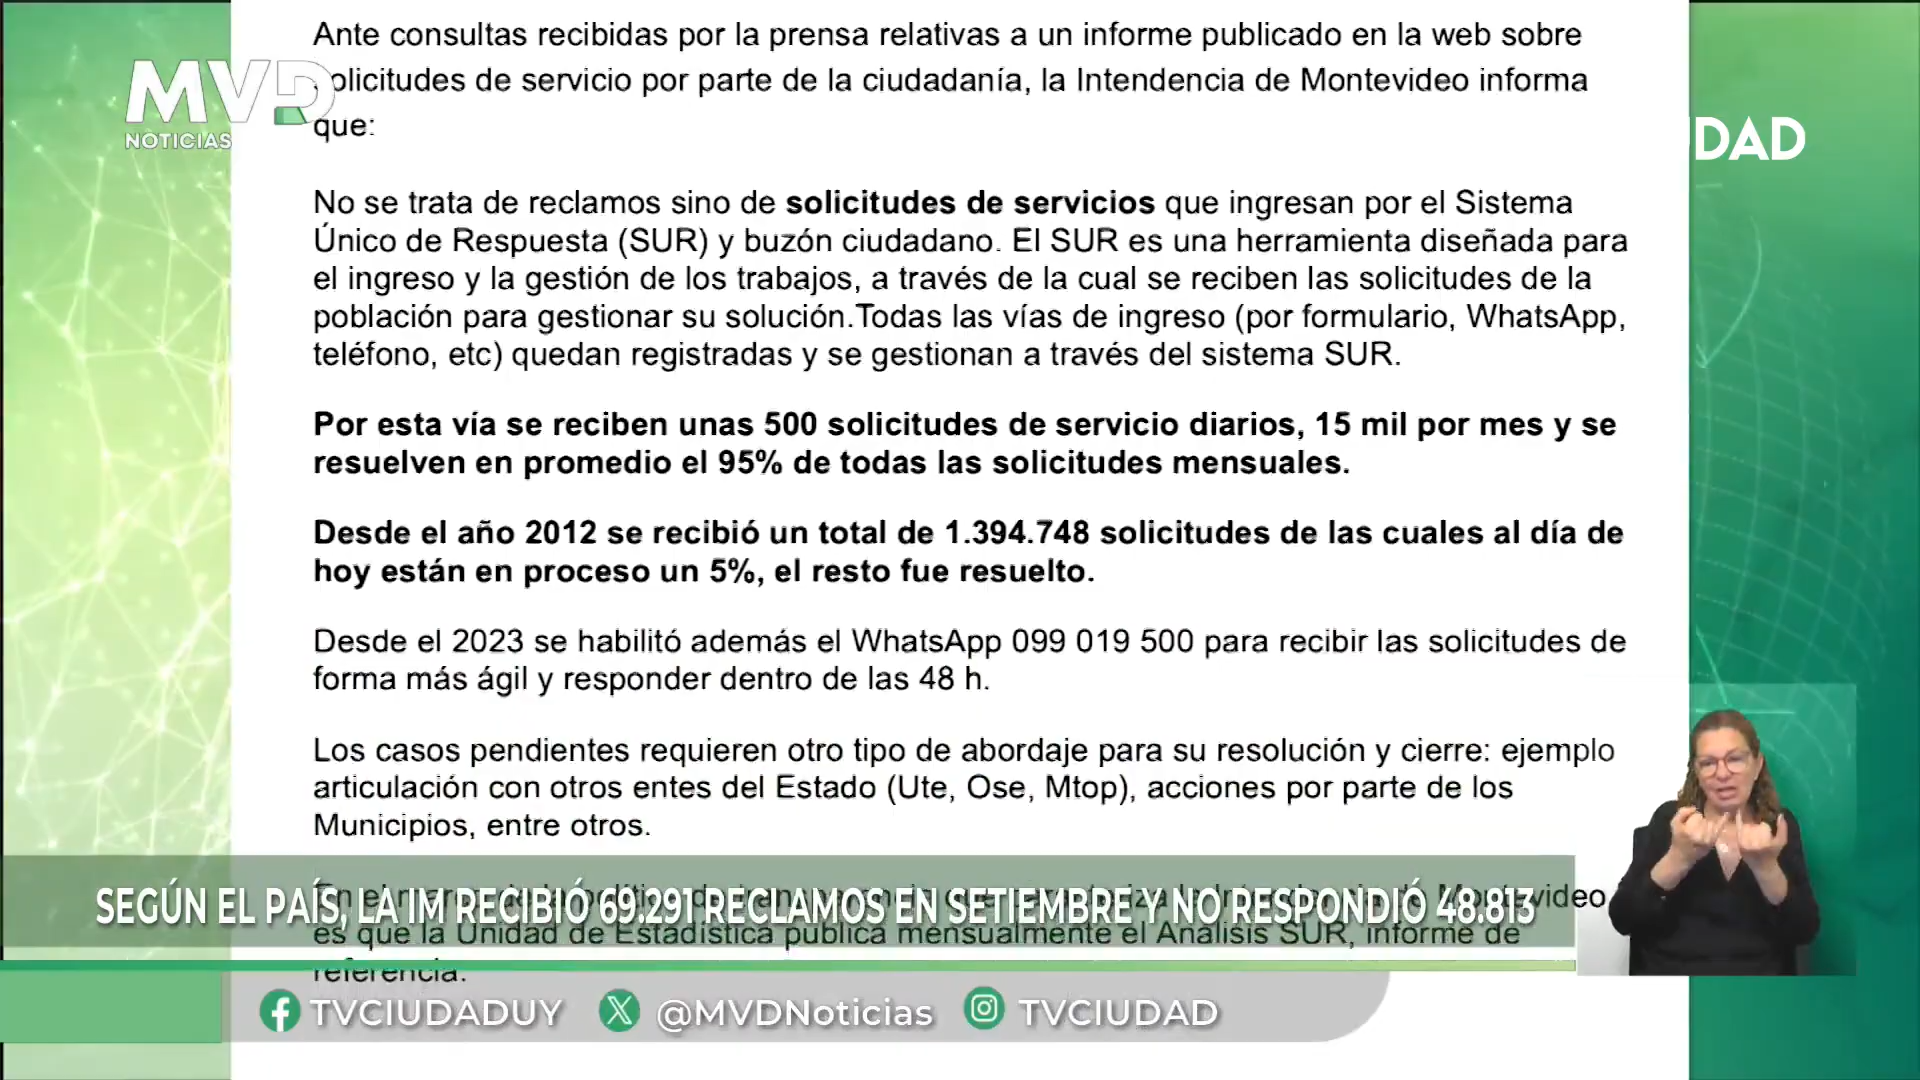 Ante consultas recibidas por la prensa relativas a un informe publicado en la web sobre
solicitudes de servicio por parte de la ciudadanía, la Intendencia de Montevideo informa
que:
MVD
NOTICIAS
UDAD
No se trata de reclamos sino de solicitudes de servicios que ingresan por el Sistema
Único de Respuesta (SUR) y buzón ciudadano. El SUR es una herramienta diseñada para
el ingreso y la gestión de los trabajos, a través de la cual se reciben las solicitudes de la
población para gestionar su solución.Todas las vías de ingreso (por formulario, WhatsApp,
teléfono, etc) quedan registradas y se gestionan a través del sistema SUR.
Por esta vía se reciben unas 500 solicitudes de servicio diarios, 15 mil por mes y se
resuelven en promedio el 95% de todas las solicitudes mensuales.
Desde el año 2012 se recibió un total de 1.394.748 solicitudes de las cuales al día de
hoy están en proceso un 5%, el resto fue resuelto.
Desde el 2023 se habilitó además el WhatsApp 099 019 500 para recibir las solicitudes de
forma más ágil y responder dentro de las 48 h.
Los casos pendientes requieren otro tipo de abordaje para su resolución y cierre: ejemplo
articulación con otros entes del Estado (Ute, Ose, Mtop), acciones por parte de los
Municipios, entre otros.
SEGÚN EL PAÍS, LA IM RECIBIÓ 69.291 RECLAMOS EN SETIEMBRE Y NO RESPONDIÓ 48.813
es que la Unidad de Estadística publica mensualmente el Análisis SUR, informe de
referencia.
TVCIUDADUY @MVDNoticias TVCIUDAD